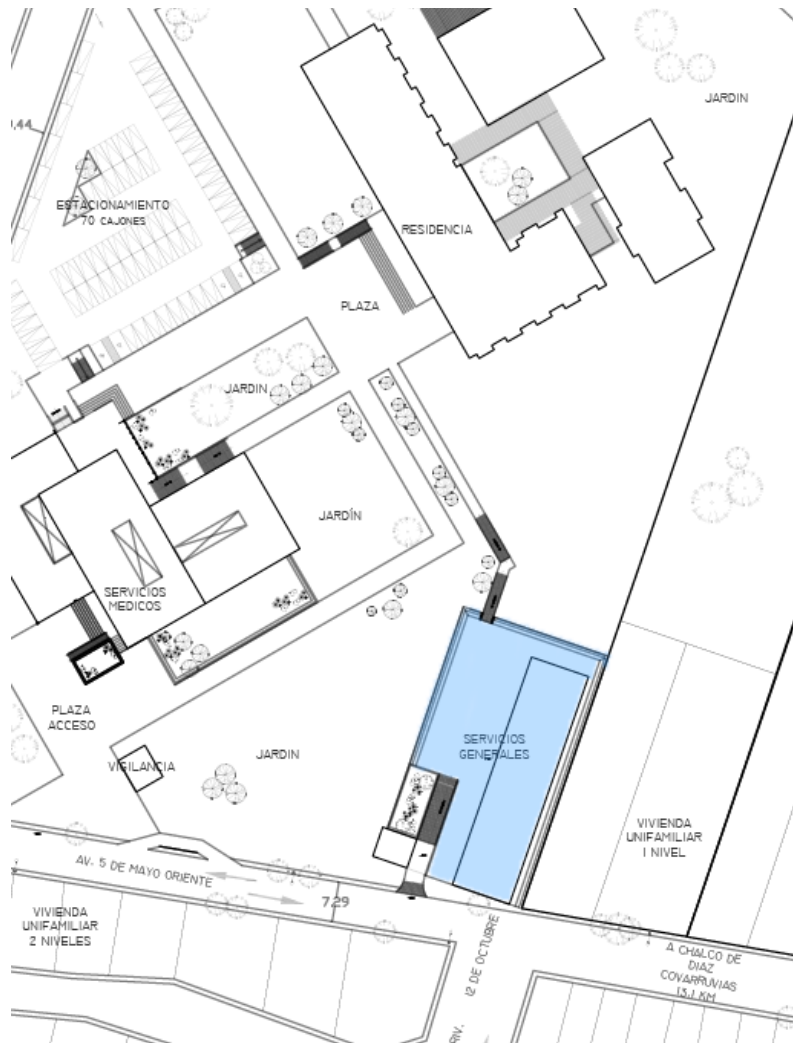 JARDIN
,44
ESTACIONAMIENTO
70 CAJONES
RESIDENCIA
PLAZA
JARDIN
JARDÍN
SERVICIOS
MEDICOS
PLAZA
ACCESO
VIGILANCIA
JARDIN
SERVICIOS
GENERALES
VIVIENDA
UNIFAMILIAR
1 NIVEL
AV. 5 DE MAYO ORIENTE
7.29
VIVIENDA
UNIFAMILIAR
2 NIVELES
RIV. 12 DE OCTUBRE
A CHALCO DE
DIAZ
COVARRUVIAS
13.1 KM